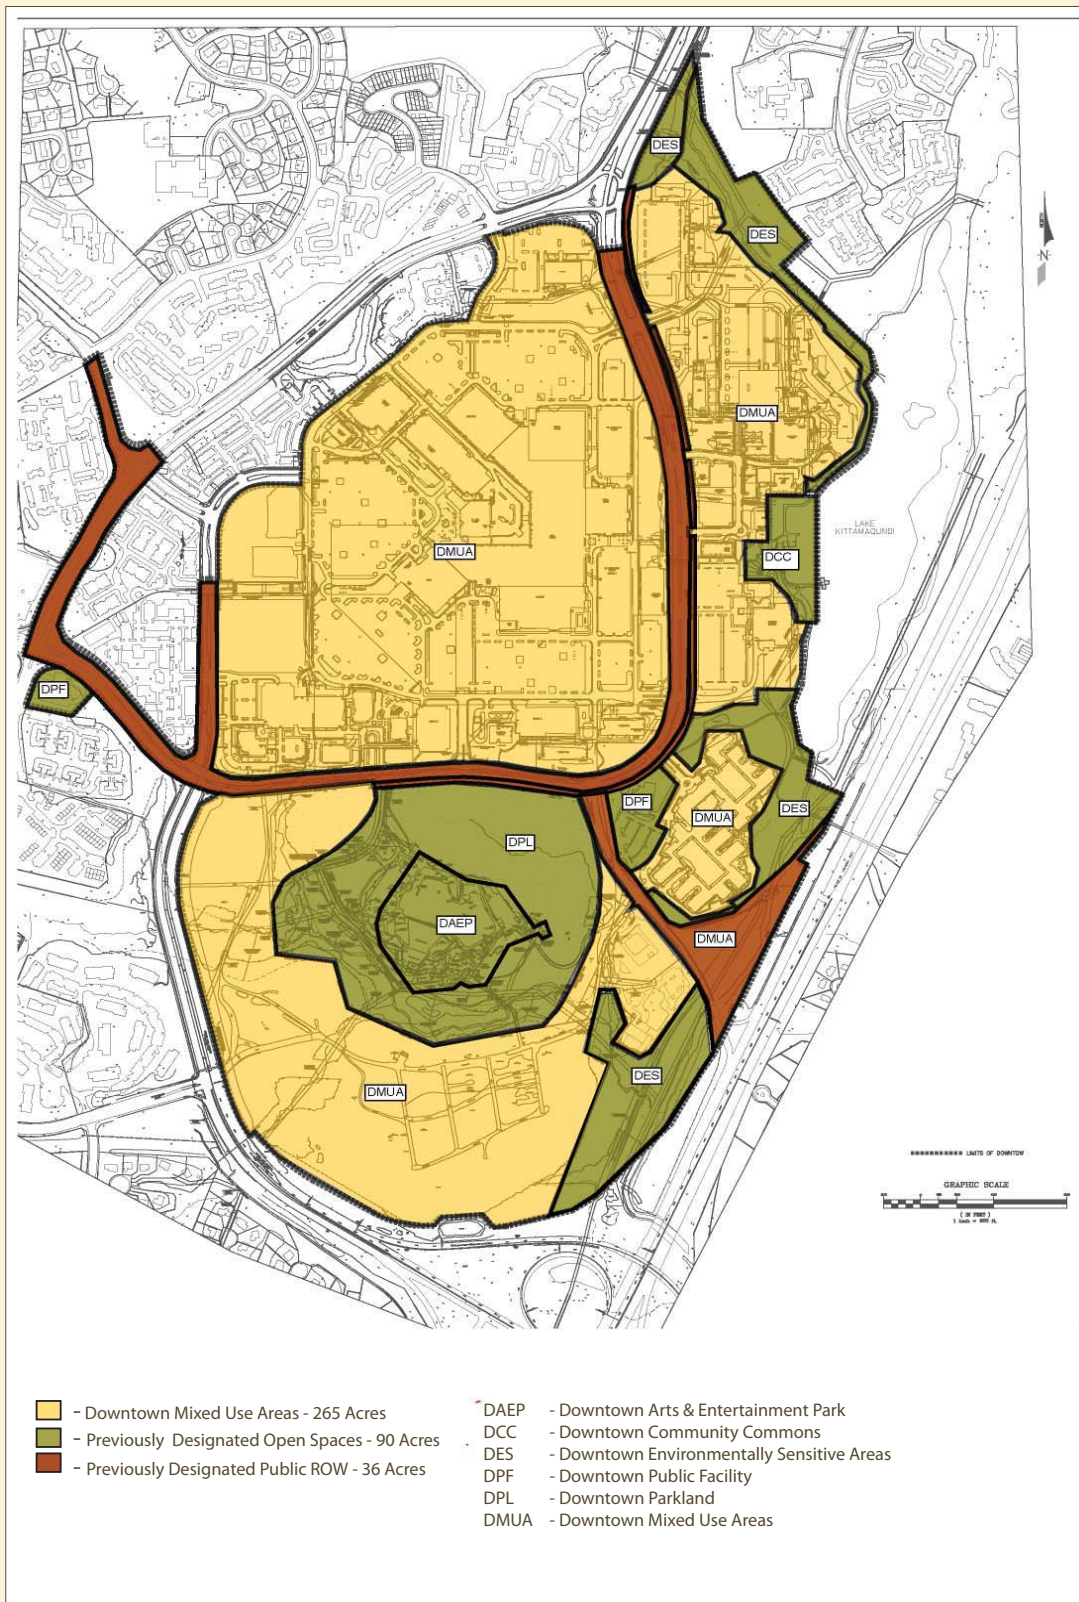 DES
DES
NORTH
-N-
DMUA
LAKE
KITTAMAQUNDI
DMUA
DCC
DPF
DPF
DES
DMUA
DPL
DAEP
DMUA
DES
DMUA
LIMITS OF DOWNTOWN
GRAPHIC SCALE
( IN FEET )
- Downtown Mixed Use Areas - 265 Acres
- Previously Designated Open Spaces - 90 Acres
- Previously Designated Public ROW - 36 Acres
DAEP - Downtown Arts & Entertainment Park
DCC - Downtown Community Commons
DES - Downtown Environmentally Sensitive Areas
DPF - Downtown Public Facility
DPL - Downtown Parkland
DMUA - Downtown Mixed Use Areas